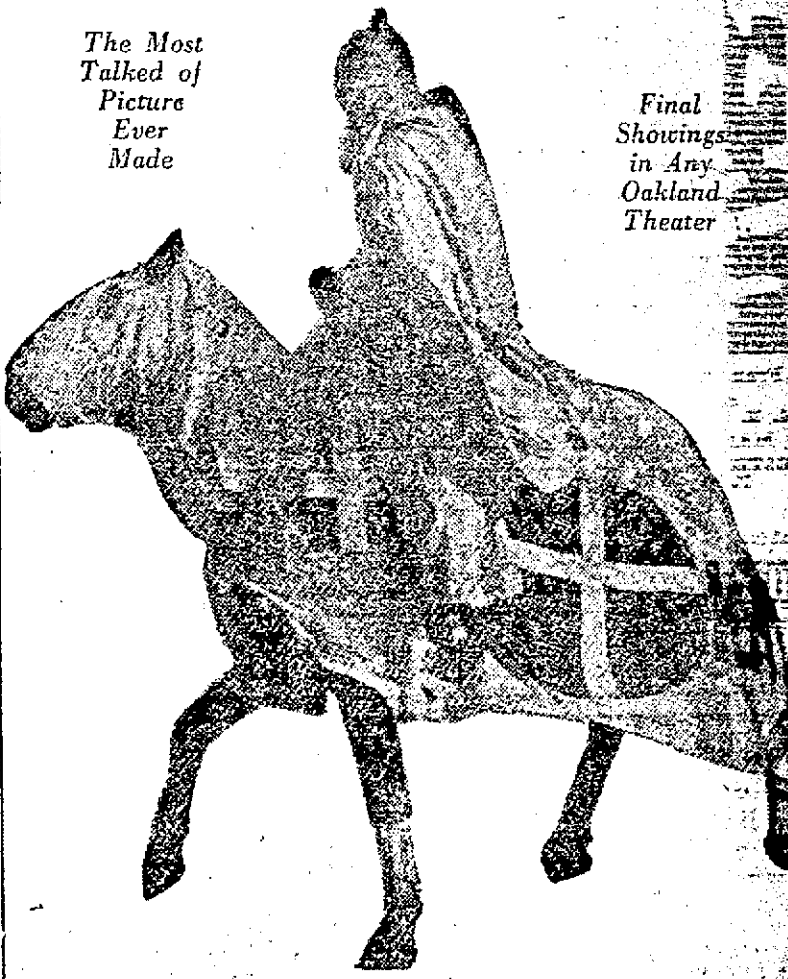 The Most
Talked of
Picture
Ever
Made
Final
Showings
in Any
Oakland
Theater